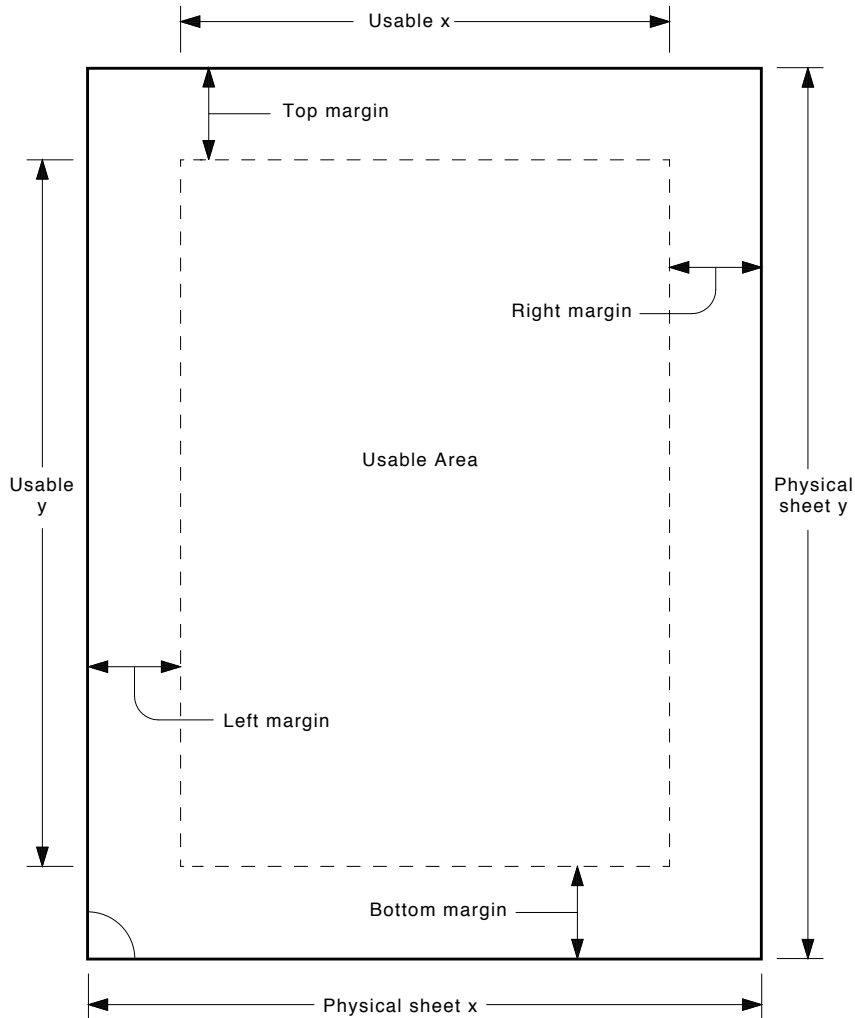 Usable x
Top margin
Right margin
Usable Area
Usable
y
Physical
sheet y
Left margin
Bottom margin
Physical sheet x